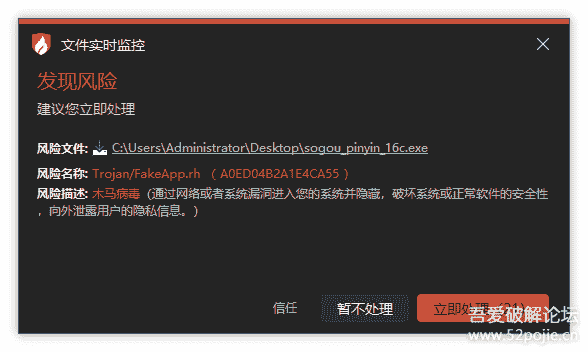 文件实时监控
发现风险
建议您立即处理
风险文件: C:\Users\Administrator\Desktop\sogou_pinyin_16c.exe
风险名称: Trojan/FakeApp.rh （ A0ED04B2A1E4CA55 ）
风险描述: 木马病毒（通过网络或者系统漏洞进入您的系统并隐藏，破坏系统或正常软件的安全性
，向外泄露用户的隐私信息。）
信任 暂不处理 立即处理
吾爱破解论坛
www.52pojie.cn